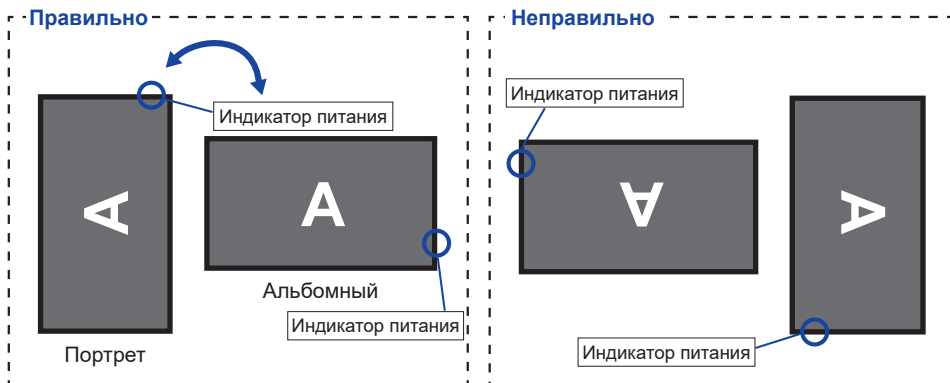 Правильно
Индикатор питания
A
A
Альбомный
Индикатор питания
Портрет
Неправильно
Индикатор питания
A
A
Индикатор питания